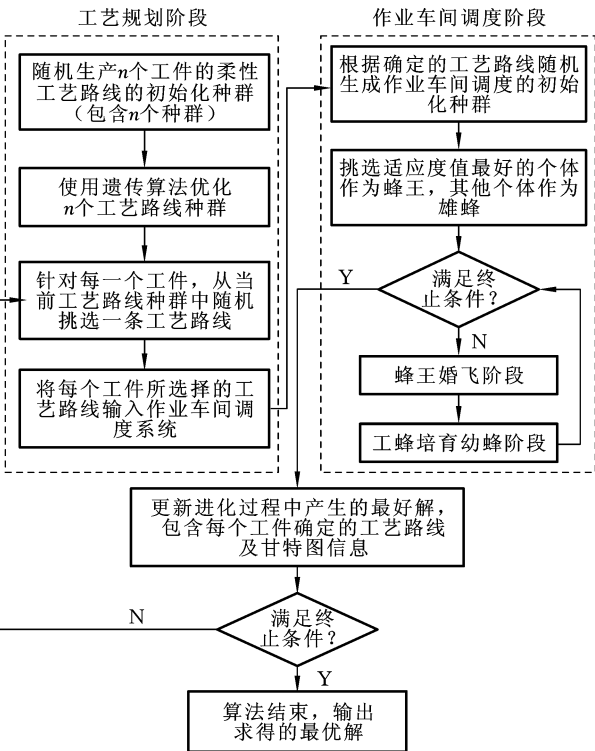 工艺规划阶段
随机生产n个工件的柔性
工艺路线的初始化种群
（包含n个种群）
使用遗传算法优化
n个工艺路线种群
针对每一个工件，从当
前工艺路线种群中随机
挑选一条工艺路线
将每个工件所选择的工
艺路线输入作业车间调
度系统
作业车间调度阶段
根据确定的工艺路线随机
生成作业车间调度的初始
化种群
挑选适应度值最好的个体
作为蜂王，其他个体作为
雄蜂
满足终
止条件？
Y
N
蜂王婚飞阶段
工蜂培育幼蜂阶段
更新进化过程中产生的最好解，
包含每个工件确定的工艺路线
及甘特图信息
满足终
止条件？
N
Y
算法结束，输出
求得的最优解